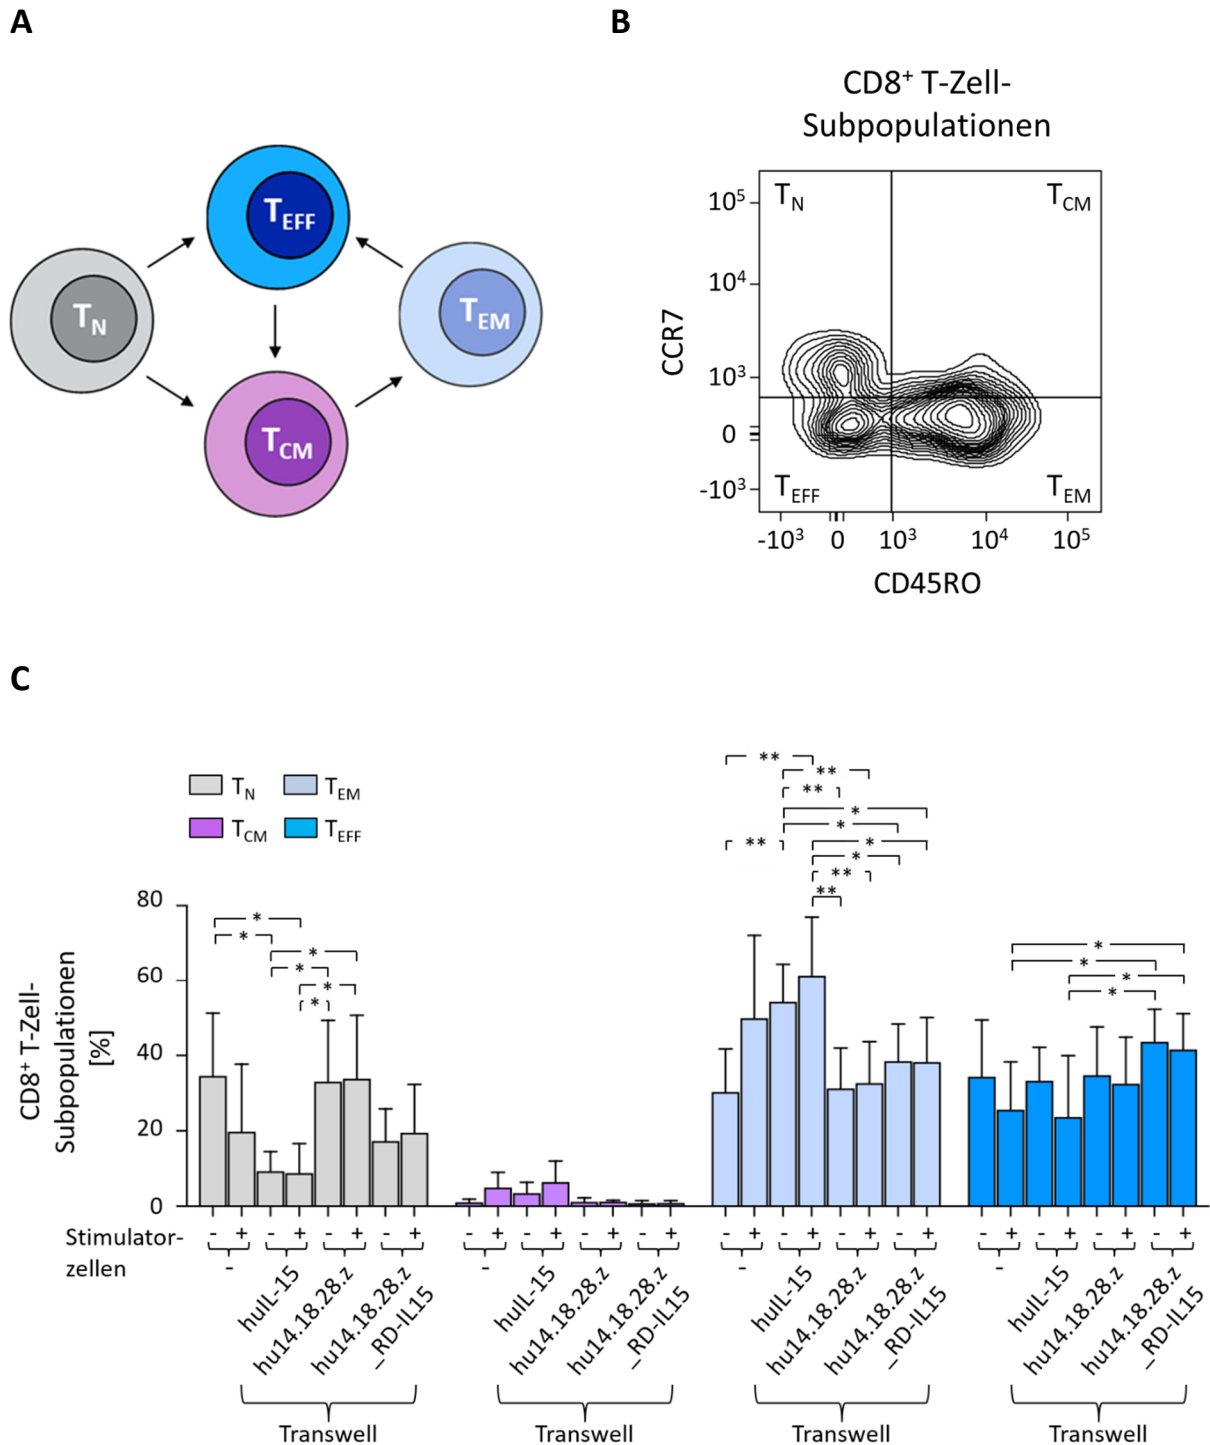 A
B
T_EFF
T_N
T_EM
T_CM
CD8⁺ T-Zell-
Subpopulationen
T_N
T_CM
T_EFF
T_EM
CCR7
10⁵
10⁴
10³
0
-10³
-10³ 0 10³ 10⁴ 10⁵
CD45RO
C
T_N
T_EM
T_CM
T_EFF
CD8⁺ T-Zell-
Subpopulationen
[%]
80
60
40
20
0
* * * * * *
** ** ** * * ** * * ** **
* * * *
Stimulator-
zellen
- + - + - + - +
- + - + - + - +
- + - + - + - +
- + - + - + - +
-
huIL-15
hu14.18.28.z
hu14.18.28.z
_RD-IL15
Transwell
-
huIL-15
hu14.18.28.z
hu14.18.28.z
_RD-IL15
Transwell
-
huIL-15
hu14.18.28.z
hu14.18.28.z
_RD-IL15
Transwell
-
huIL-15
hu14.18.28.z
hu14.18.28.z
_RD-IL15
Transwell